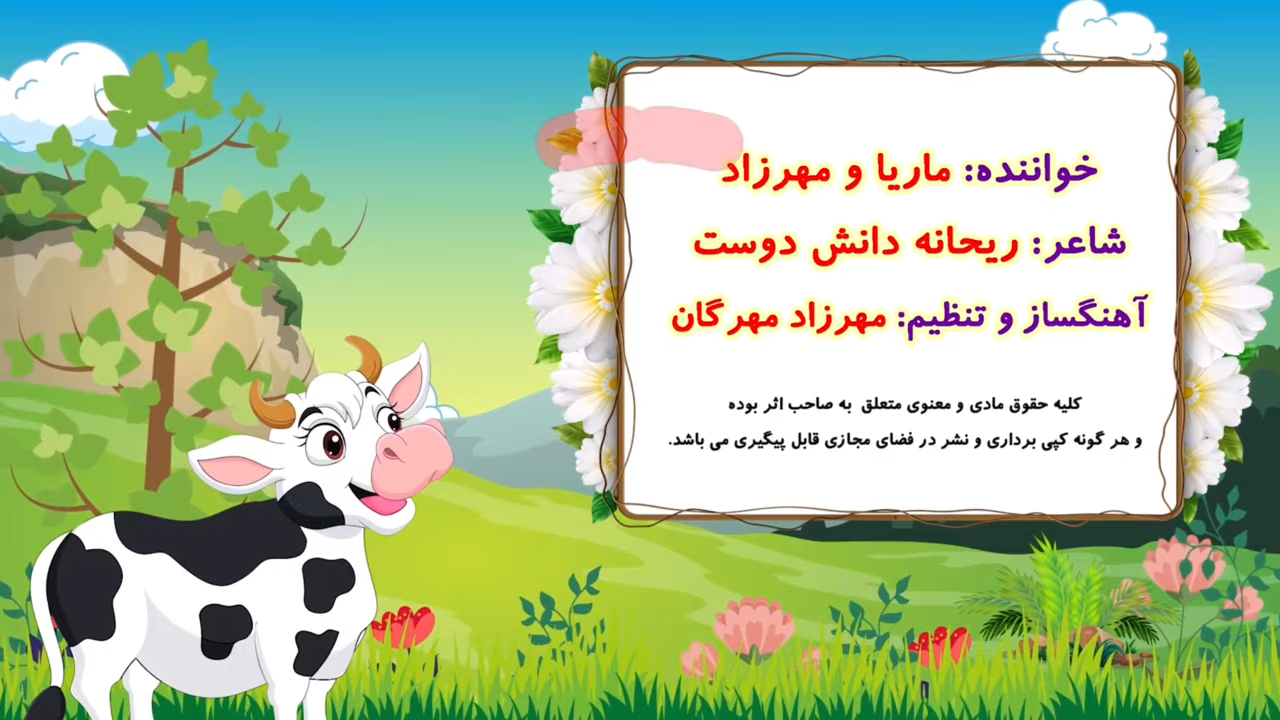 خواننده: ماریا و مهرزاد
شاعر: ریحانه دانش دوست
آهنگساز و تنظیم: مهرزاد مهرگان
کلیه حقوق مادی و معنوی متعلق به صاحب اثر بوده
و هر گونه کپی برداری و نشر در فضای مجازی قابل پیگیری می باشد.